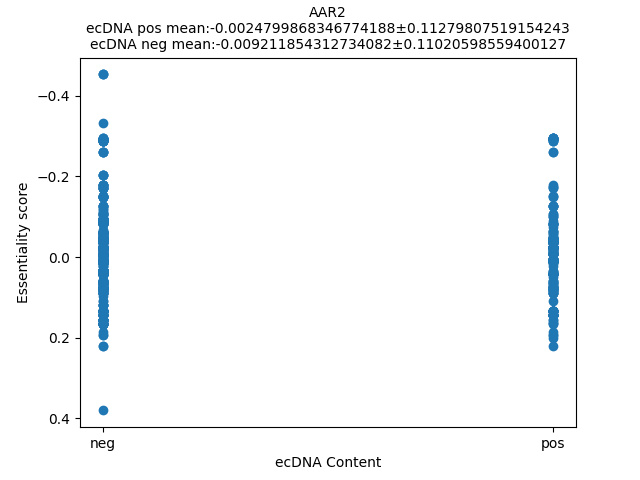 AAR2
ecDNA pos mean:-0.0024799868346774188±0.11279807519154243
ecDNA neg mean:-0.009211854312734082±0.11020598559400127
−0.4
−0.2
0.0
0.2
0.4
Essentiality score
neg
pos
ecDNA Content